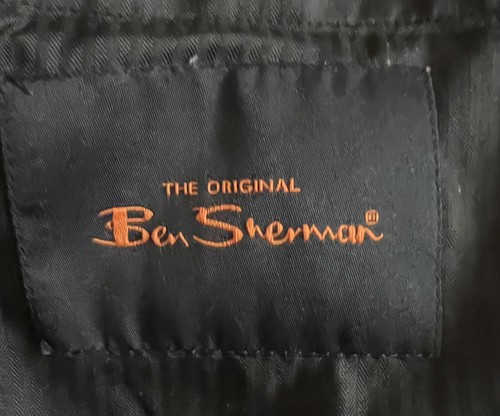 THE ORIGINAL
Ben Sherman